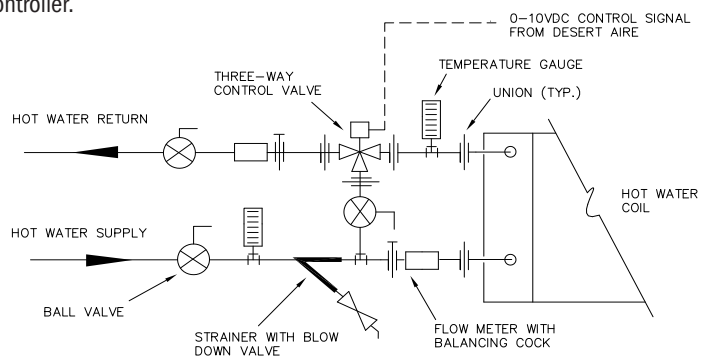 ontroller.
0-10VDC CONTROL SIGNAL
FROM DESERT AIRE
TEMPERATURE GAUGE
THREE-WAY
CONTROL VALVE
UNION (TYP.)
HOT WATER RETURN
HOT WATER
COIL
HOT WATER SUPPLY
BALL VALVE
STRAINER WITH BLOW
DOWN VALVE
FLOW METER WITH
BALANCING COCK